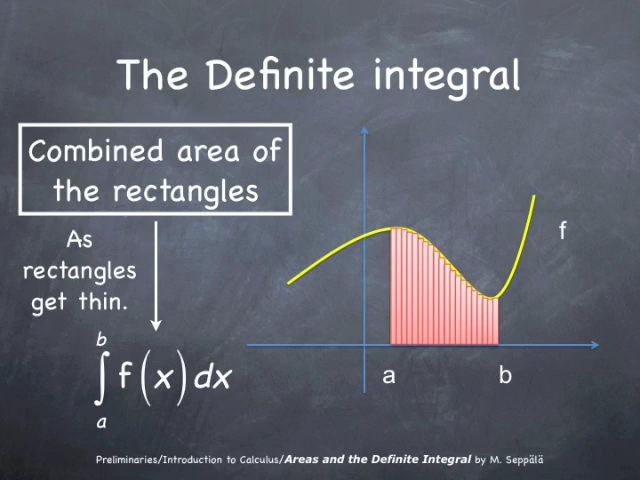 The Definite integral
Combined area of
the rectangles
As
rectangles
get thin.
b
∫ f(x) dx
a
f
a
b
Preliminaries/Introduction to Calculus/Areas and the Definite Integral by M. Seppälä